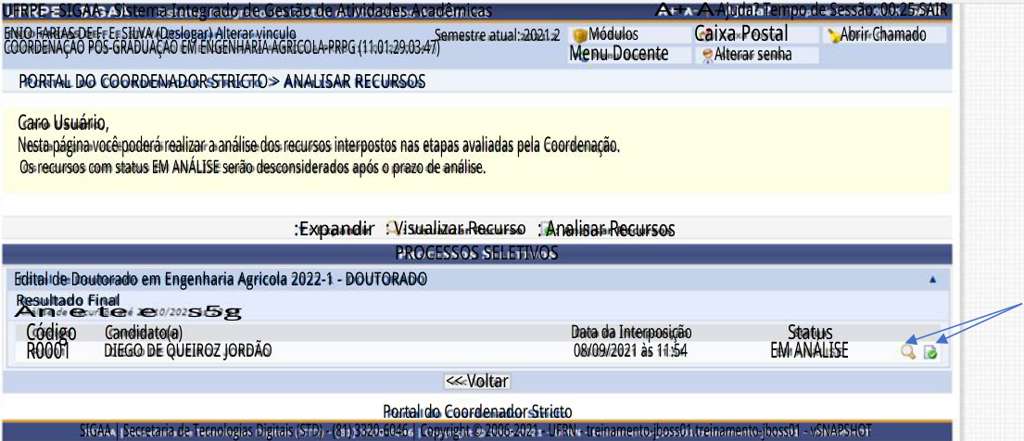 UFRPE - SIGAA - Sistema Integrado de Gestão de Atividades Acadêmicas A+ A- Ajuda? Tempo de Sessão: 00:25 SAIR
ENIO FARIAS DE F. E SILVA (Deslogar) Alterar vínculo
COORDENAÇÃO PÓS-GRADUAÇÃO EM ENGENHARIA AGRÍCOLA-PRPG (11.01.29.03.47)
Semestre atual: 2021.2
Módulos Caixa Postal Abrir Chamado
Menu Docente Alterar senha
PORTAL DO COORDENADOR STRICTO > ANALISAR RECURSOS
Caro Usuário,
Nesta página você poderá realizar a análise dos recursos interpostos nas etapas avaliadas pela Coordenação.
Os recursos com status EM ANÁLISE serão desconsiderados após o prazo de análise.
:Expandir : Visualizar Recurso : Analisar Recursos
PROCESSOS SELETIVOS
Edital de Doutorado em Engenharia Agricola 2022-1 - DOUTORADO
Resultado Final
Código Candidato(a) Data da Interposição Status
R0001 DIEGO DE QUEIROZ JORDÃO 08/09/2021 às 11:54 EM ANÁLISE
<< Voltar
Portal do Coordenador Stricto
SIGAA | Secretaria de Tecnologias Digitais (STD) - (81) 3320-6046 | Copyright © 2006-2021 - UFRN - treinamento-jboss01.treinamento-jboss01 - vSNAPSHOT